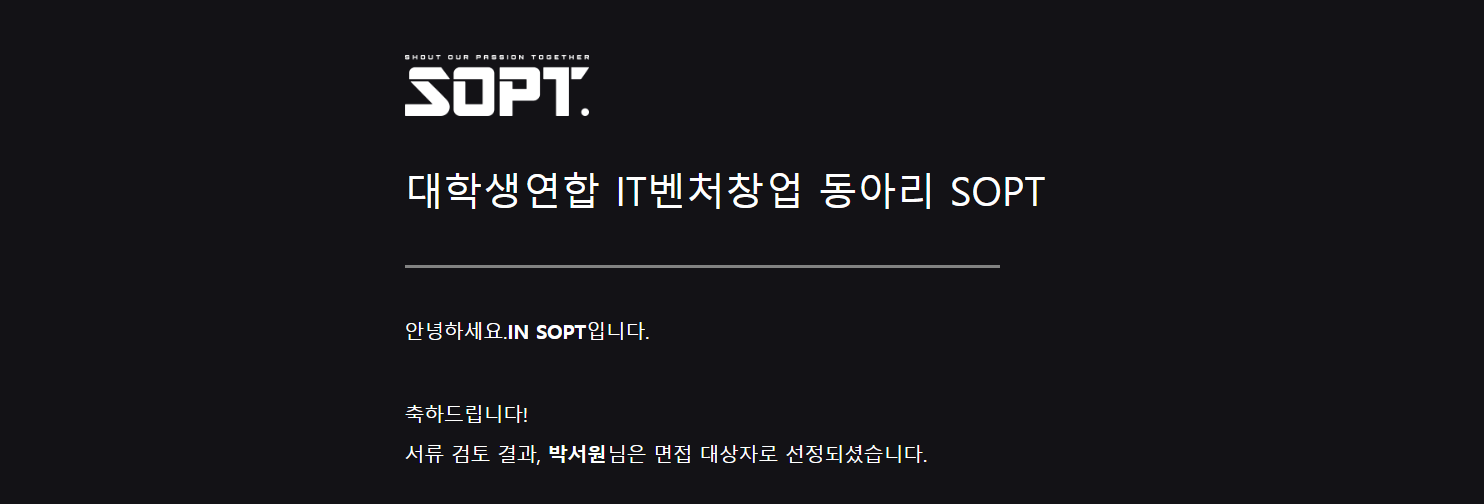 SHOUT OUR PASSION TOGETHER
SOPT.
대학생연합 IT벤처창업 동아리 SOPT
안녕하세요.IN SOPT입니다.
축하드립니다!
서류 검토 결과, 박서원님은 면접 대상자로 선정되셨습니다.